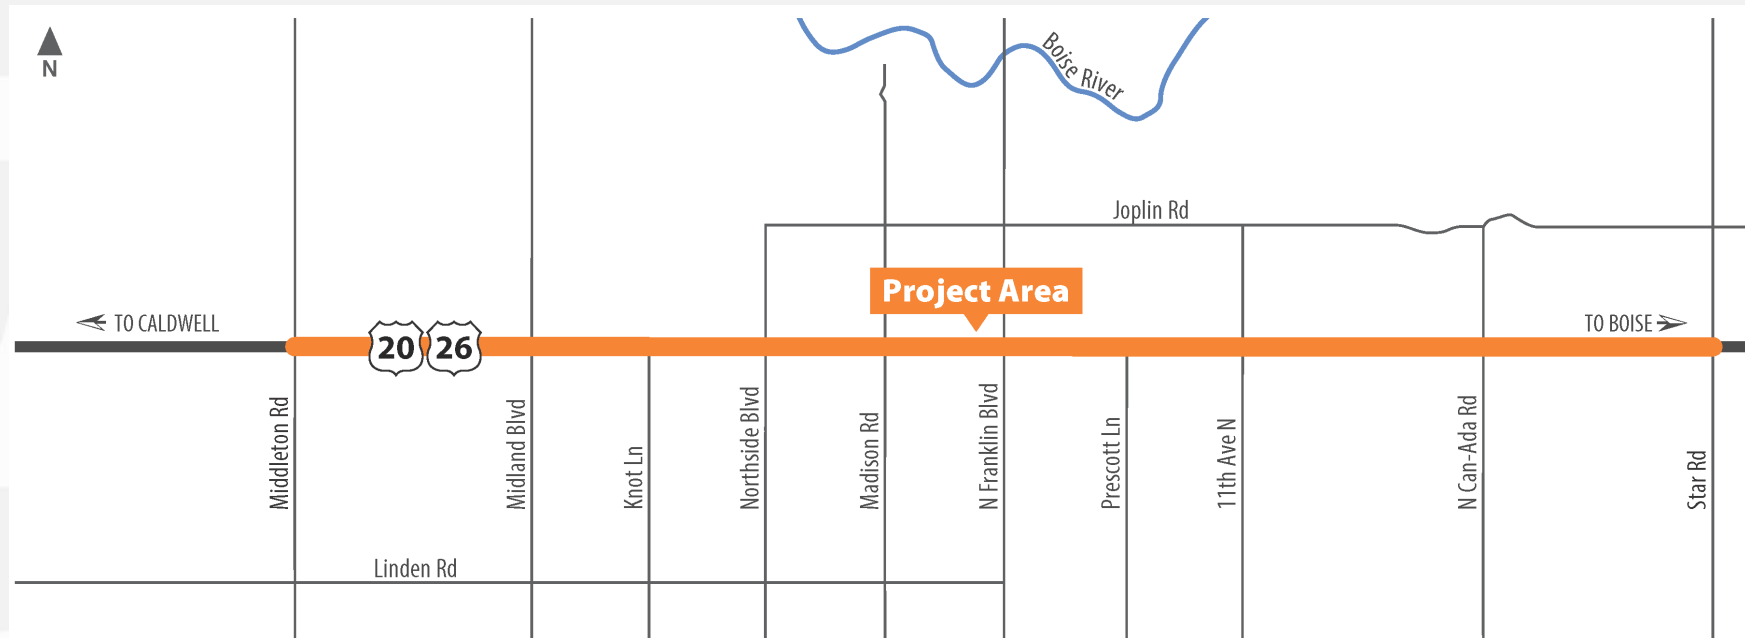 N
Boise River
Joplin Rd
Project Area
TO CALDWELL
TO BOISE
20
26
Middleton Rd
Midland Blvd
Knot Ln
Northside Blvd
Madison Rd
N Franklin Blvd
Prescott Ln
11th Ave N
N Can-Ada Rd
Star Rd
Linden Rd